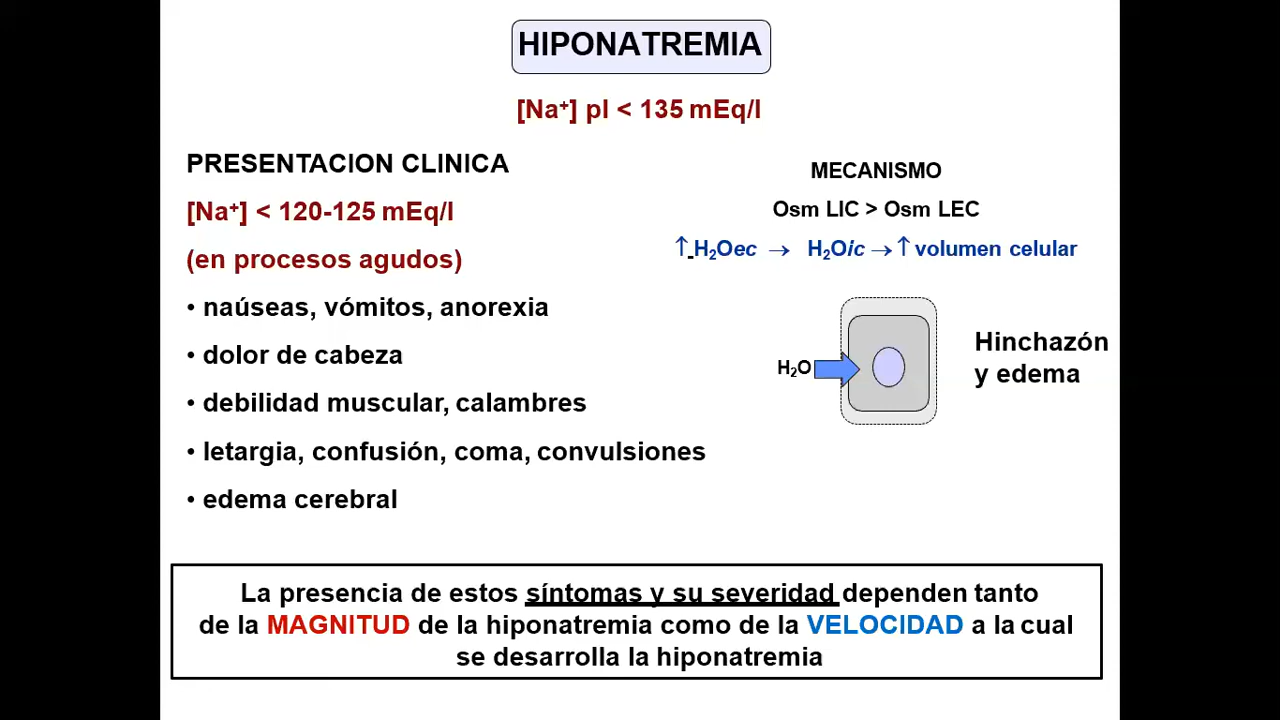 HIPONATREMIA
[Na⁺] pl < 135 mEq/l
PRESENTACION CLINICA
[Na⁺] < 120-125 mEq/l
(en procesos agudos)
• naúseas, vómitos, anorexia
• dolor de cabeza
• debilidad muscular, calambres
• letargia, confusión, coma, convulsiones
• edema cerebral
MECANISMO
Osm LIC > Osm LEC
↑ H₂Oec → H₂Oic → ↑ volumen celular
H₂O
Hinchazón
y edema
La presencia de estos síntomas y su severidad dependen tanto
de la MAGNITUD de la hiponatremia como de la VELOCIDAD a la cual
se desarrolla la hiponatremia